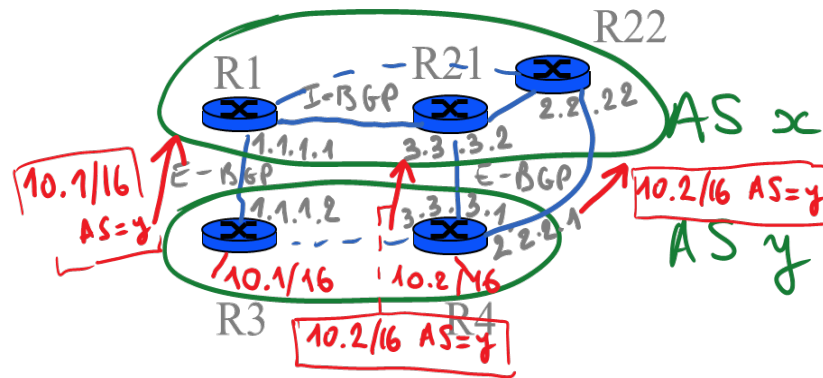 R22
R1
R21
I-BGP
2.2.2.22
AS x
1.1.1.1
3.3.3.2
10.1/16
AS=y
E-BGP
E-BGP
10.2/16 AS=y
1.1.1.2
3.3.3.1
2.2.2.1
AS y
10.1/16
10.2/16
R3
R4
10.2/16 AS=y